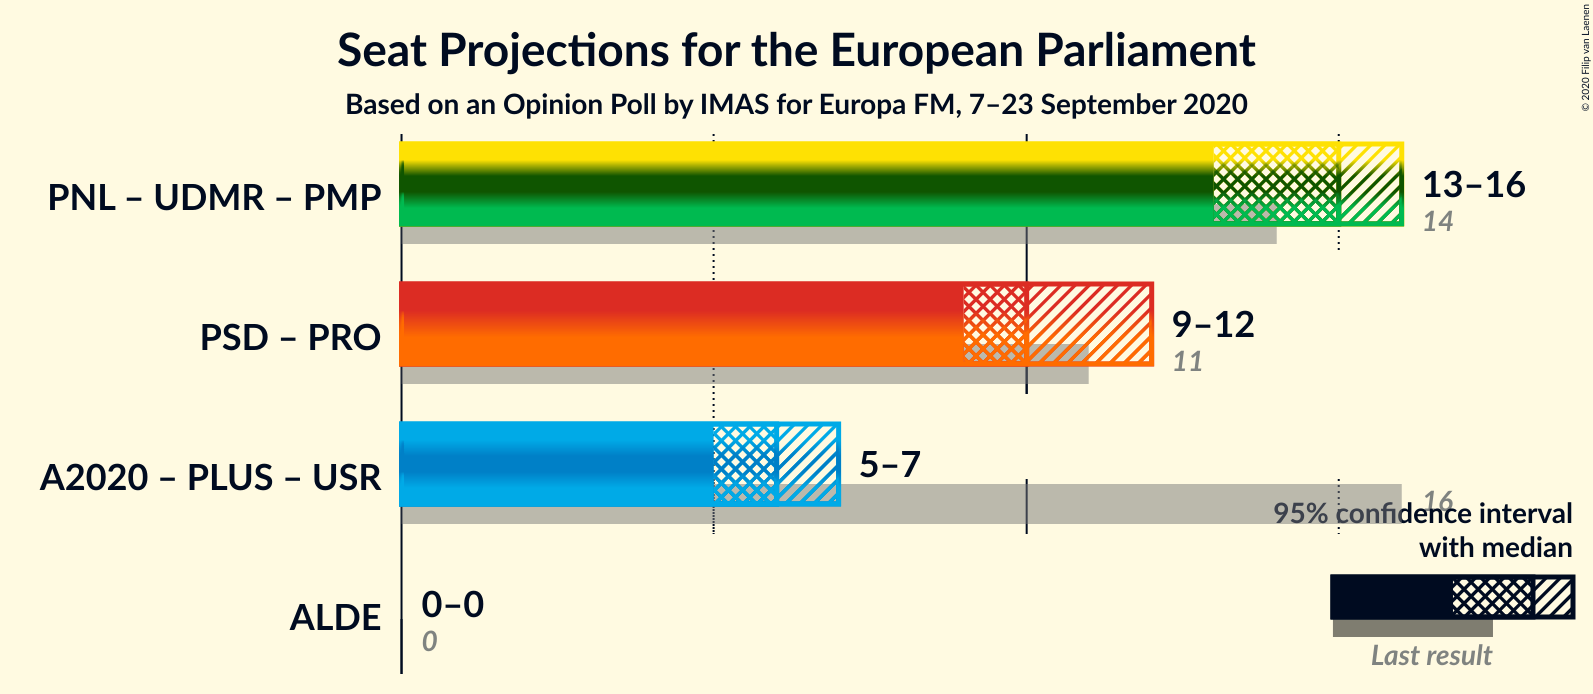 Seat Projections for the European Parliament
Based on an Opinion Poll by IMAS for Europa FM, 7–23 September 2020
© 2020 Filip van Laenen
PNL – UDMR – PMP
13–16
14
PSD – PRO
9–12
11
A2020 – PLUS – USR
5–7
16
95% confidence interval
with median
Last result
ALDE
0–0
0